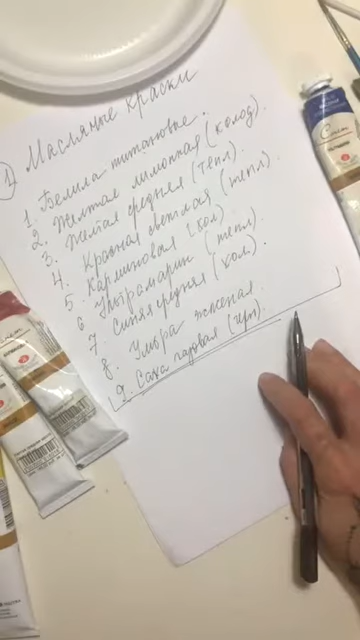 1) Масляные краски
1. Белила титановые.
2. Желтая лимонная (холод).
3. Желтая средняя (тепл).
4. Красная светлая (тепл)
5. Карминовая (хол)
6 Ультрамарин (тепл).
7. Синяя средняя (хол).
8. Умбра жженая.
9. Сажа газовая (чрн).